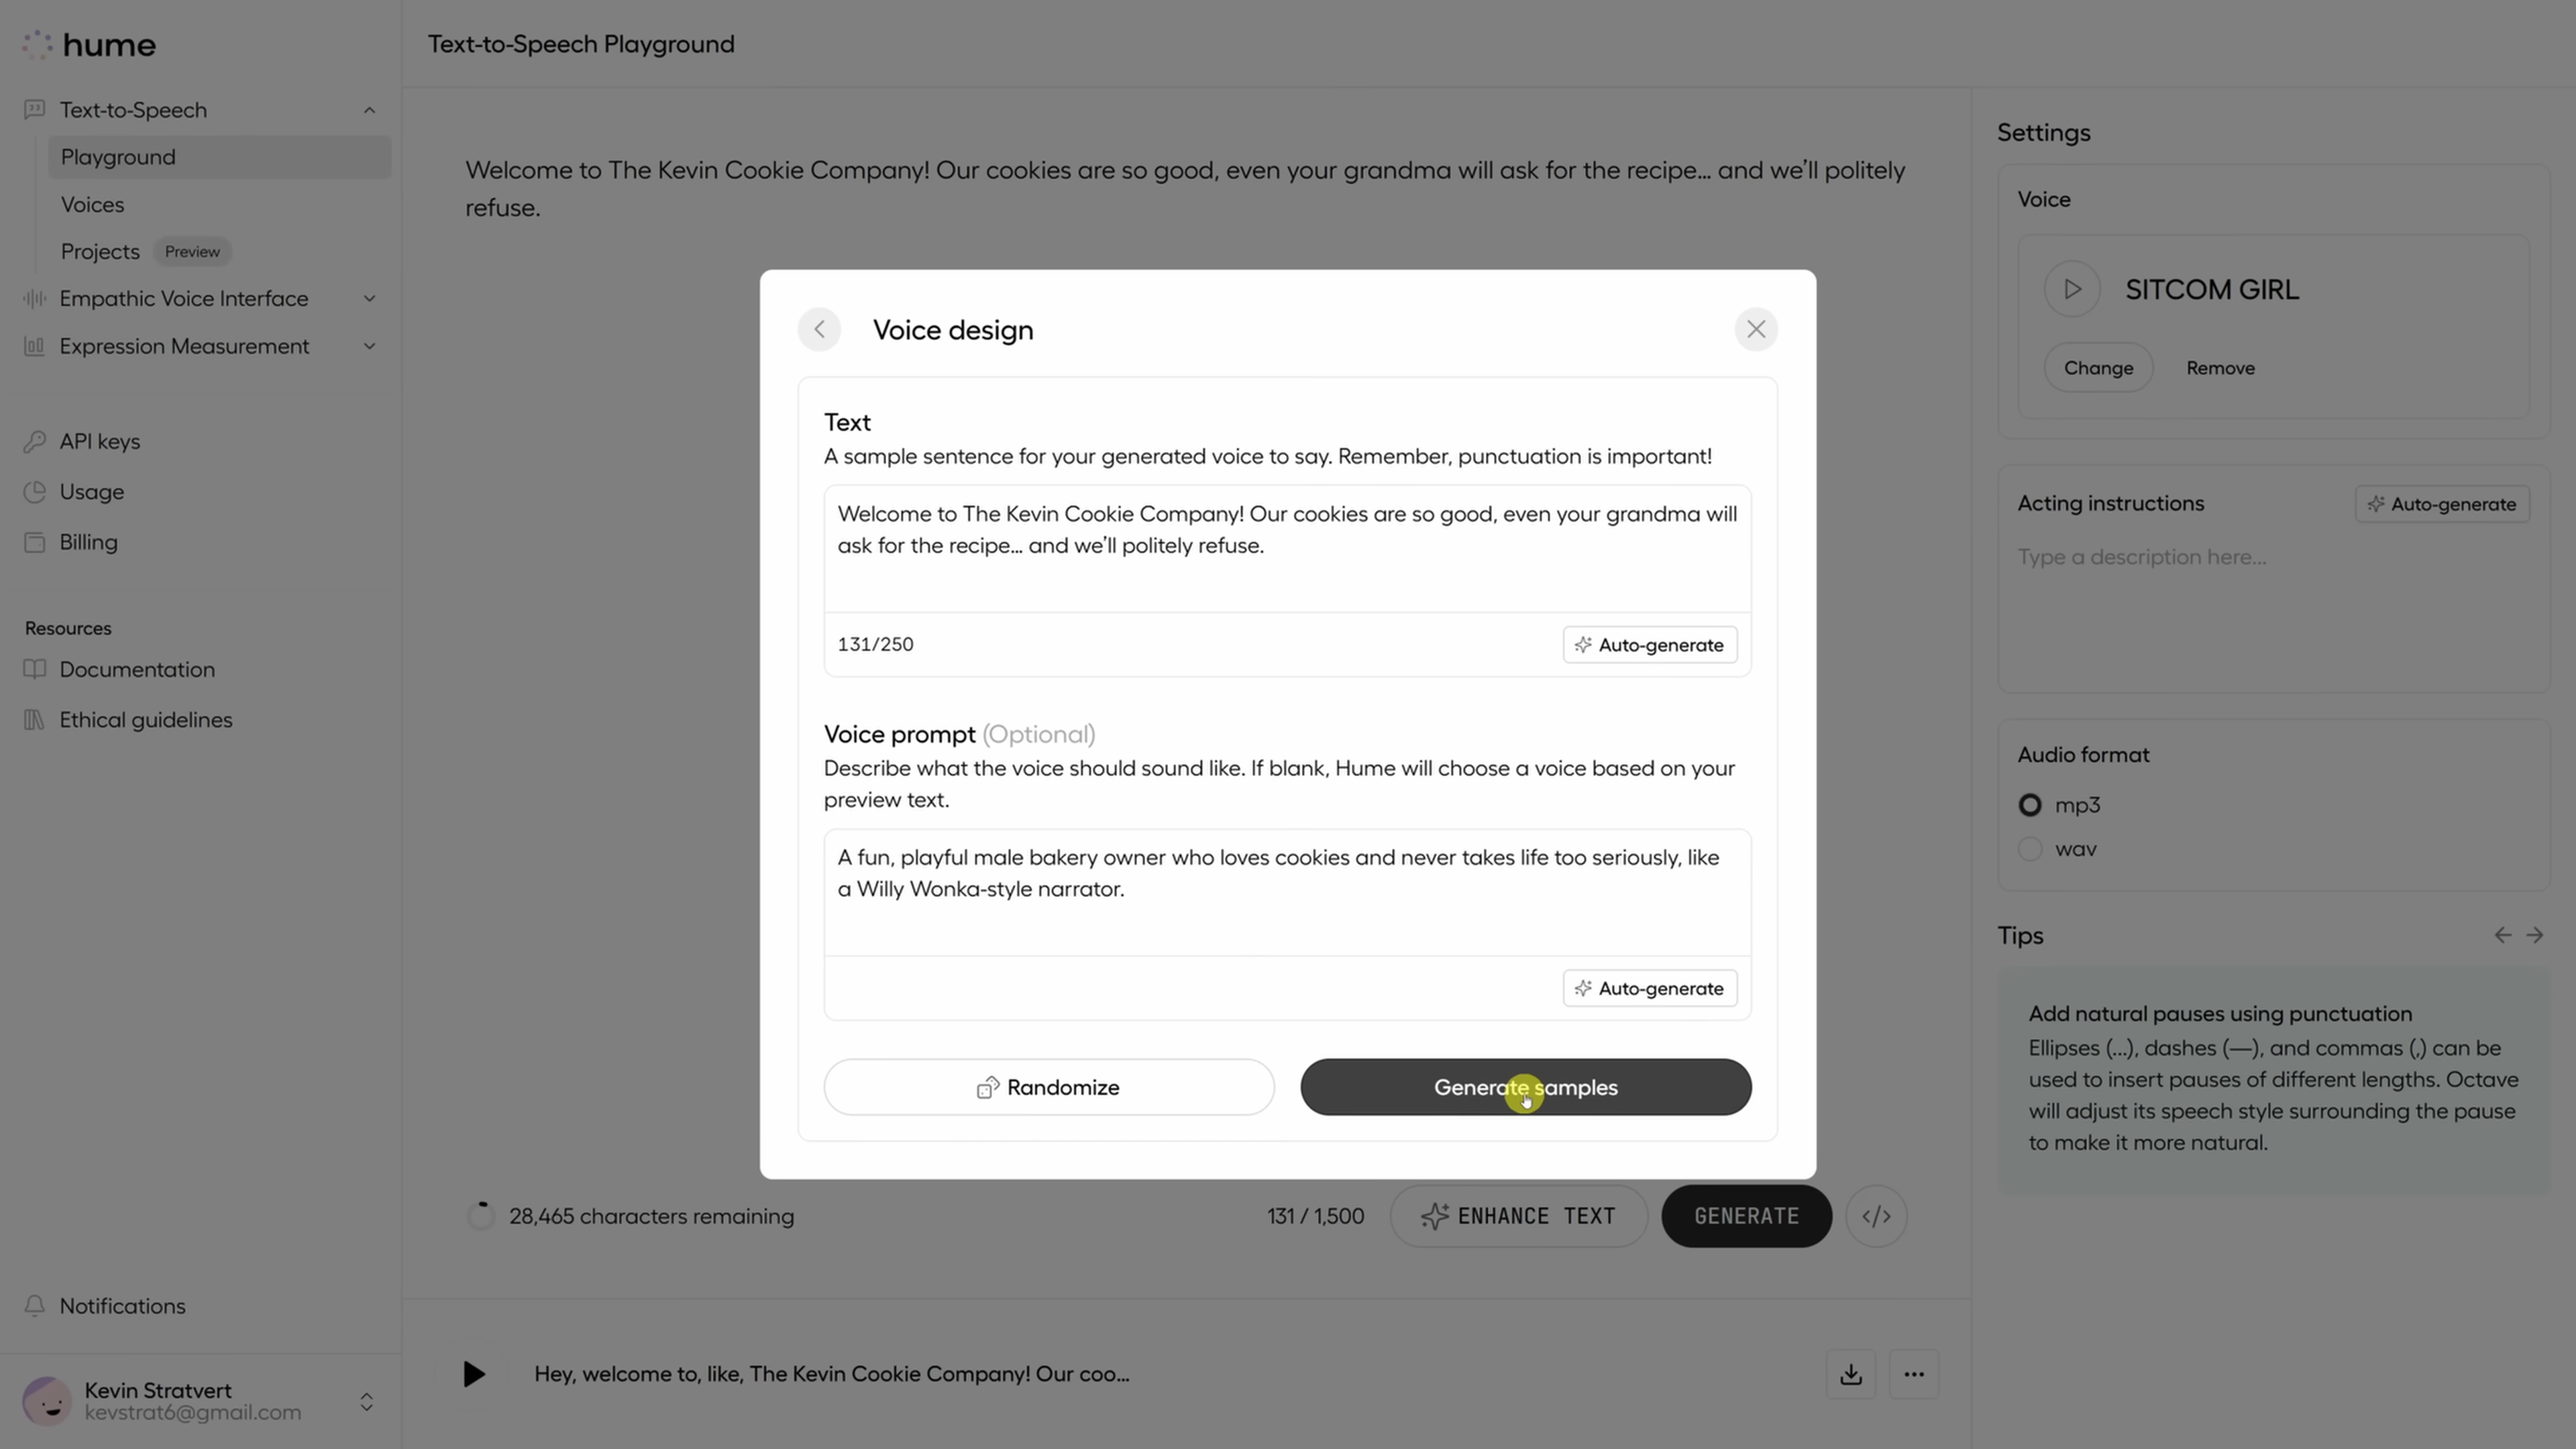 hume
Text-to-Speech
Playground
Voices
Projects Preview
Empathic Voice Interface
Expression Measurement
API keys
Usage
Billing
Resources
Documentation
Ethical guidelines
Notifications
Kevin Stratvert
kevstrat6@gmail.com
Text-to-Speech Playground
Welcome to The Kevin Cookie Company! Our cookies are so good, even your grandma will ask for the recipe... and we’ll politely
refuse.
Voice design
Text
A sample sentence for your generated voice to say. Remember, punctuation is important!
Welcome to The Kevin Cookie Company! Our cookies are so good, even your grandma will
ask for the recipe... and we’ll politely refuse.
131/250
Auto-generate
Voice prompt (Optional)
Describe what the voice should sound like. If blank, Hume will choose a voice based on your
preview text.
A fun, playful male bakery owner who loves cookies and never takes life too seriously, like
a Willy Wonka-style narrator.
Auto-generate
Randomize
Generate samples
28,465 characters remaining
131 / 1,500
ENHANCE TEXT
GENERATE
</>
Hey, welcome to, like, The Kevin Cookie Company! Our coo...
Settings
Voice
SITCOM GIRL
Change
Remove
Acting instructions
Auto-generate
Type a description here...
Audio format
mp3
wav
Tips
Add natural pauses using punctuation
Ellipses (...), dashes (—), and commas (,) can be
used to insert pauses of different lengths. Octave
will adjust its speech style surrounding the pause
to make it more natural.